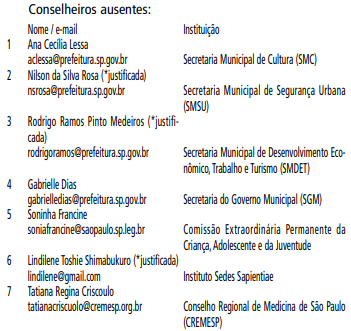 Conselheiros ausentes:
Nome / e-mail Instituição
1 Ana Cecília Lessa
aclessa@prefeitura.sp.gov.br Secretaria Municipal de Cultura (SMC)
2 Nilson da Silva Rosa (*justificada)
nsrosa@prefeitura.sp.gov.br Secretaria Municipal de Segurança Urbana
(SMSU)
3 Rodrigo Ramos Pinto Medeiros (*justifi-
cada)
rodrigoramos@prefeitura.sp.gov.br Secretaria Municipal de Desenvolvimento Eco-
nômico, Trabalho e Turismo (SMDET)
4 Gabrielle Dias
gabrielledias@prefeitura.sp.gov.br Secretaria do Governo Municipal (SGM)
5 Soninha Francine
soniafrancine@saopaulo.sp.leg.br Comissão Extraordinária Permanente da
Criança, Adolescente e da Juventude
6 Lindilene Toshie Shimabukuro (*justificada)
lindilene@gmail.com Instituto Sedes Sapientiae
7 Tatiana Regina Criscoulo
tatianacriscuolo@cremesp.org.br Conselho Regional de Medicina de São Paulo
(CREMESP)